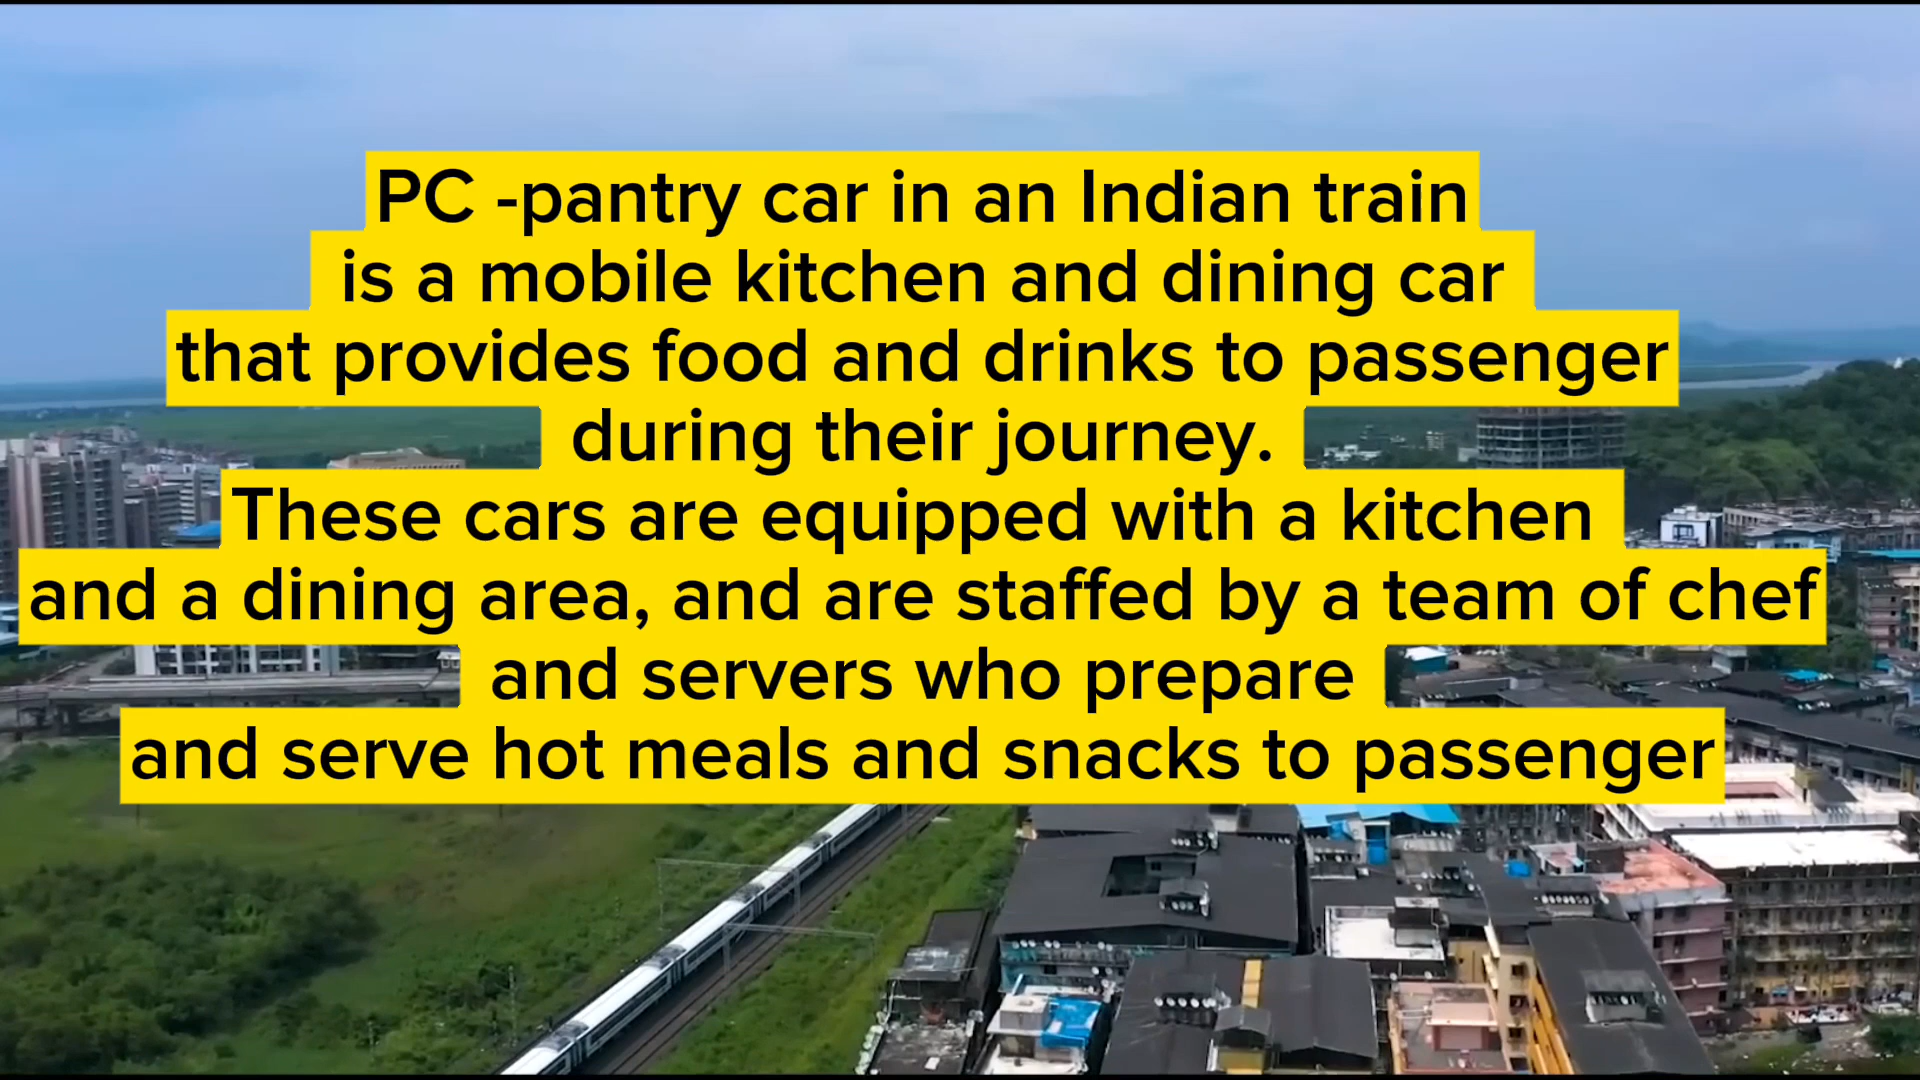 PC -pantry car in an Indian train
is a mobile kitchen and dining car
that provides food and drinks to passenger
during their journey.
These cars are equipped with a kitchen
and a dining area, and are staffed by a team of chef
and servers who prepare
and serve hot meals and snacks to passenger